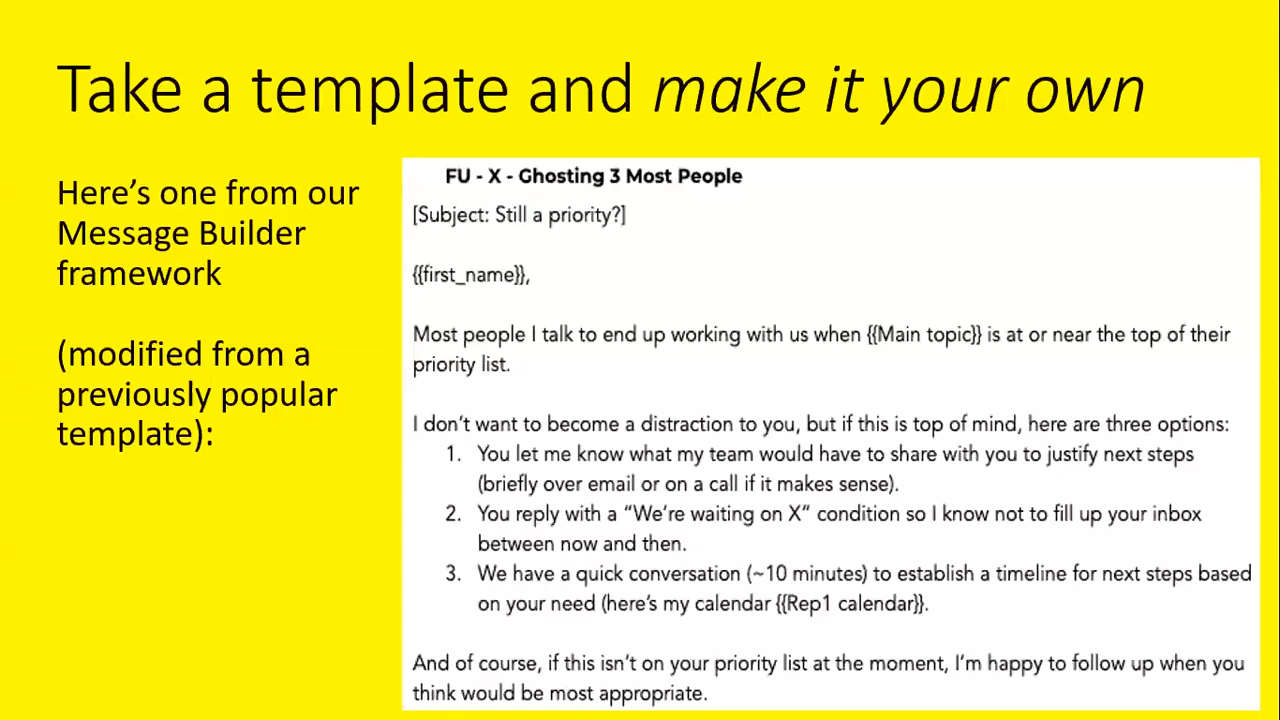 Take a template and make it your own
Here's one from our
Message Builder
framework
(modified from a
previously popular
template):
FU - X - Ghosting 3 Most People
[Subject: Still a priority?]
{{first_name}},
Most people I talk to end up working with us when {{Main topic}} is at or near the top of their
priority list.
I don't want to become a distraction to you, but if this is top of mind, here are three options:
1. You let me know what my team would have to share with you to justify next steps
(briefly over email or on a call if it makes sense).
2. You reply with a "We're waiting on X" condition so I know not to fill up your inbox
between now and then.
3. We have a quick conversation (~10 minutes) to establish a timeline for next steps based
on your need (here's my calendar {{Rep1 calendar}}.
And of course, if this isn't on your priority list at the moment, I'm happy to follow up when you
think would be most appropriate.